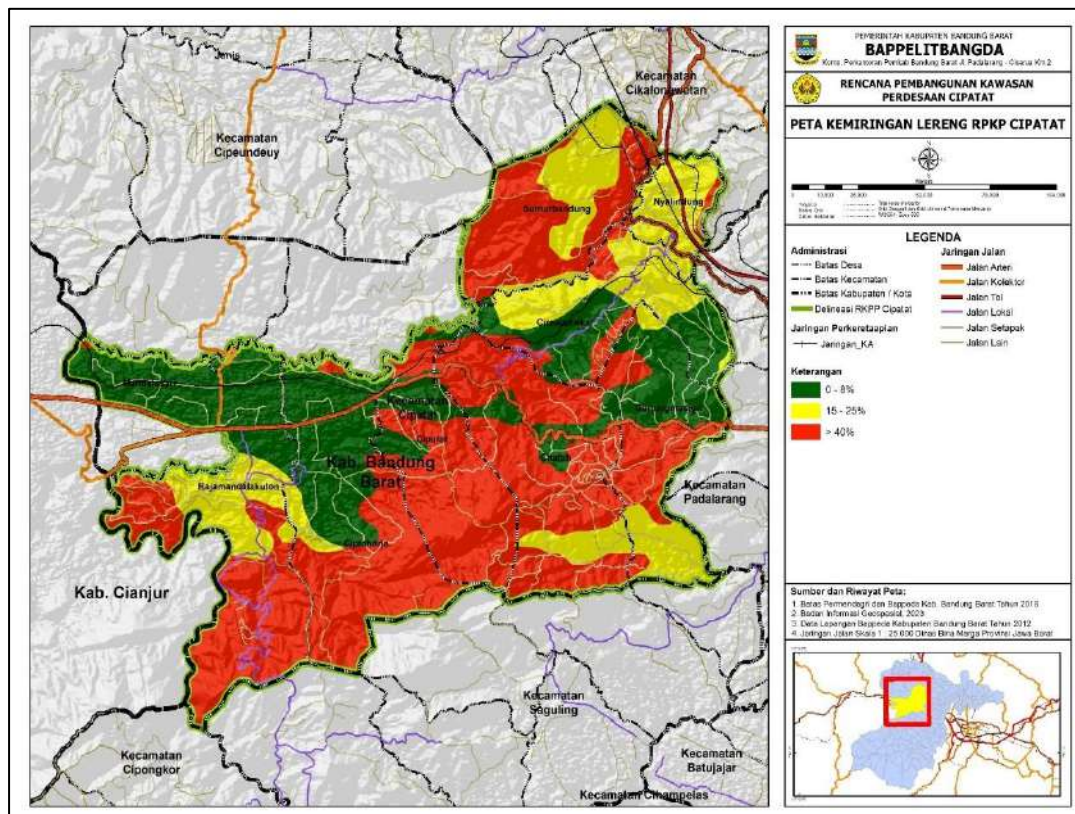 PEMERINTAH KABUPATEN BANDUNG BARAT
BAPPELITBANGDA
RENCANA PEMBANGUNAN KAWASAN
PERDESAAN CIPATAT
PETA KEMIRINGAN LERENG RPKP CIPATAT
LEGENDA
Administrasi
Batas Desa
Batas Kecamatan
Batas Kabupaten / Kota
Delineasi RKPP Cipatat
Jaringan Perkeretaapian
Jaringan_KA
Keterangan
0 - 8%
15 - 25%
> 40%
Jaringan Jalan
Jalan Arteri
Jalan Kolektor
Jalan Tol
Jalan Lokal
Jalan Setapak
Jalan Lain
Sumber dan Riwayat Peta:
1. Batas Permendagri dan Bappeda Kab. Bandung Barat Tahun 2016
2. Badan Informasi Geospasial, 2023
3. Data Lapangan Bappeda Kabupaten Bandung Barat Tahun 2012
4. Jaringan Jalan Skala 1 : 25.000 Dinas Bina Marga Provinsi Jawa Barat
Kecamatan
Cipeundeuy
Kecamatan
Nyalindung
Kecamatan
Kab. Bandung
Barat
Rajamandalakulon
Kecamatan
Padalarang
Kab. Cianjur
Kecamatan
Saguling
Kecamatan
Cipongkor
Kecamatan
Batujajar
Kecamatan Cihampelas